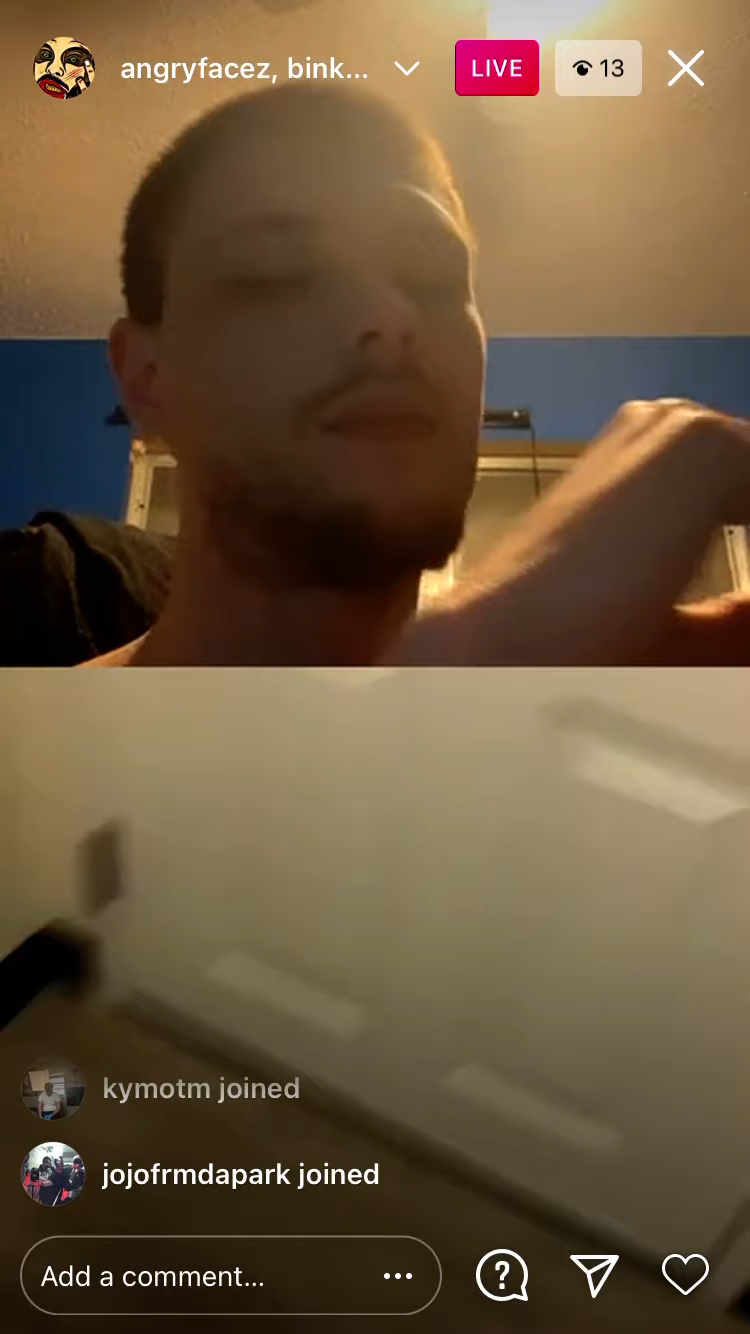 angryfacez, bink...
LIVE
13
kymotm joined
jojofrmdapark joined
Add a comment...